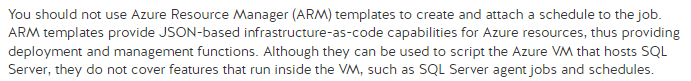 You should not use Azure Resource Manager (ARM) templates to create and attach a schedule to the job.
ARM templates provide JSON-based infrastructure-as-code capabilities for Azure resources, thus providing
deployment and management functions. Although they can be used to script the Azure VM that hosts SQL
Server, they do not cover features that run inside the VM, such as SQL Server agent jobs and schedules.